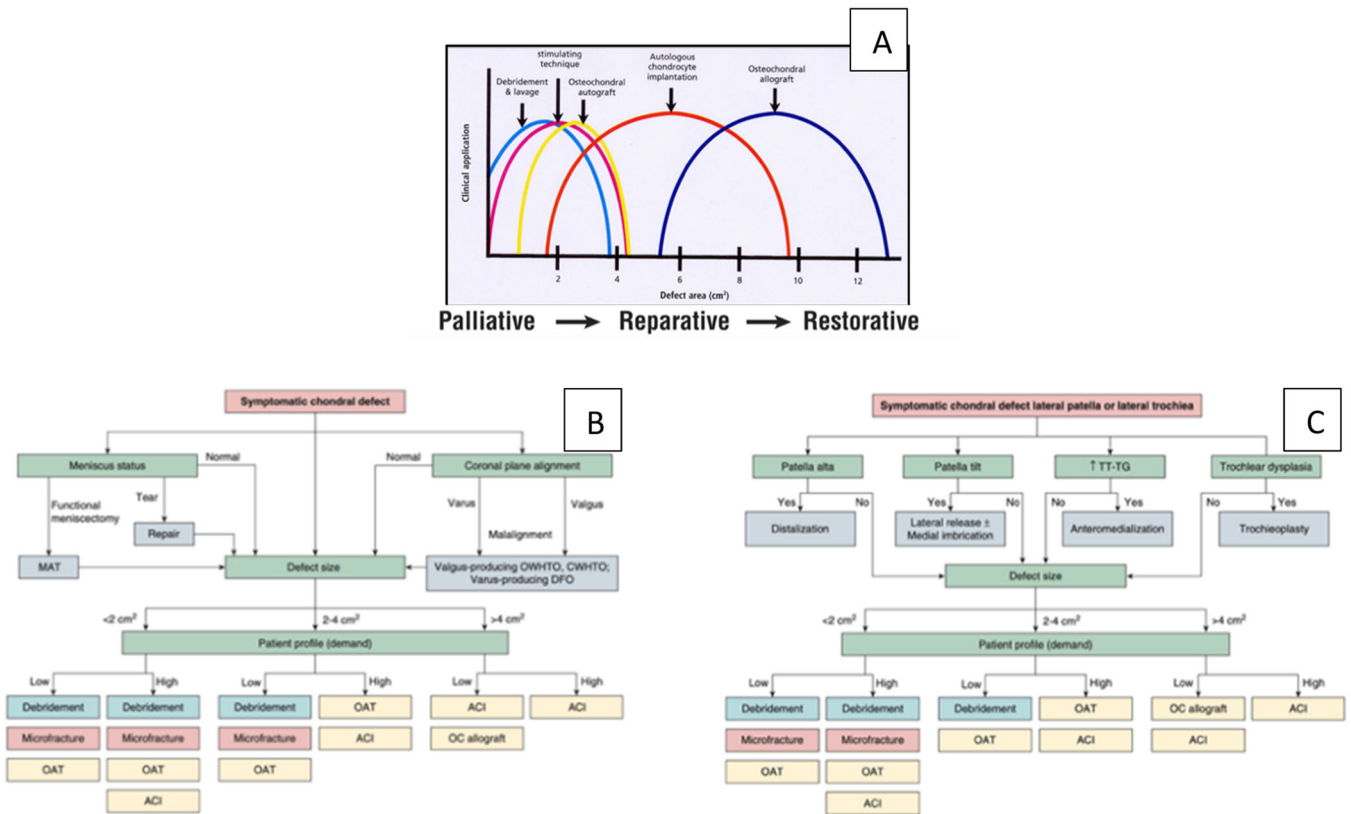 A
stimulating
technique
Debridement
& lavage
Osteochondral
autograft
Autologous
chondrocyte
implantation
Osteochondral
allograft
Clinical application
2 4 6 8 10 12
Defect area (cm²)
Palliative → Reparative → Restorative
B
Symptomatic chondral defect
Meniscus status
Normal
Normal
Coronal plane alignment
Functional
meniscectomy
Tear
Varus
Valgus
Repair
Malalignment
MAT
Defect size
Valgus-producing OWHTO, CWHTO;
Varus-producing DFO
<2 cm²
2-4 cm²
>4 cm²
Patient profile (demand)
Low High Low High Low High
Debridement Debridement Debridement OAT ACI ACI
Microfracture Microfracture Microfracture ACI OC allograft
OAT OAT OAT
ACI
C
Symptomatic chondral defect lateral patella or lateral trochlea
Patella alta
Patella tilt
↑ TT-TG
Trochlear dysplasia
Yes No Yes No No Yes No Yes
Distalization
Lateral release ±
Medial imbrication
Anteromedialization
Trochleoplasty
Defect size
<2 cm²
2-4 cm²
>4 cm²
Patient profile (demand)
Low High Low High Low High
Debridement Debridement Debridement OAT OC allograft ACI
Microfracture Microfracture OAT ACI ACI
OAT OAT
ACI